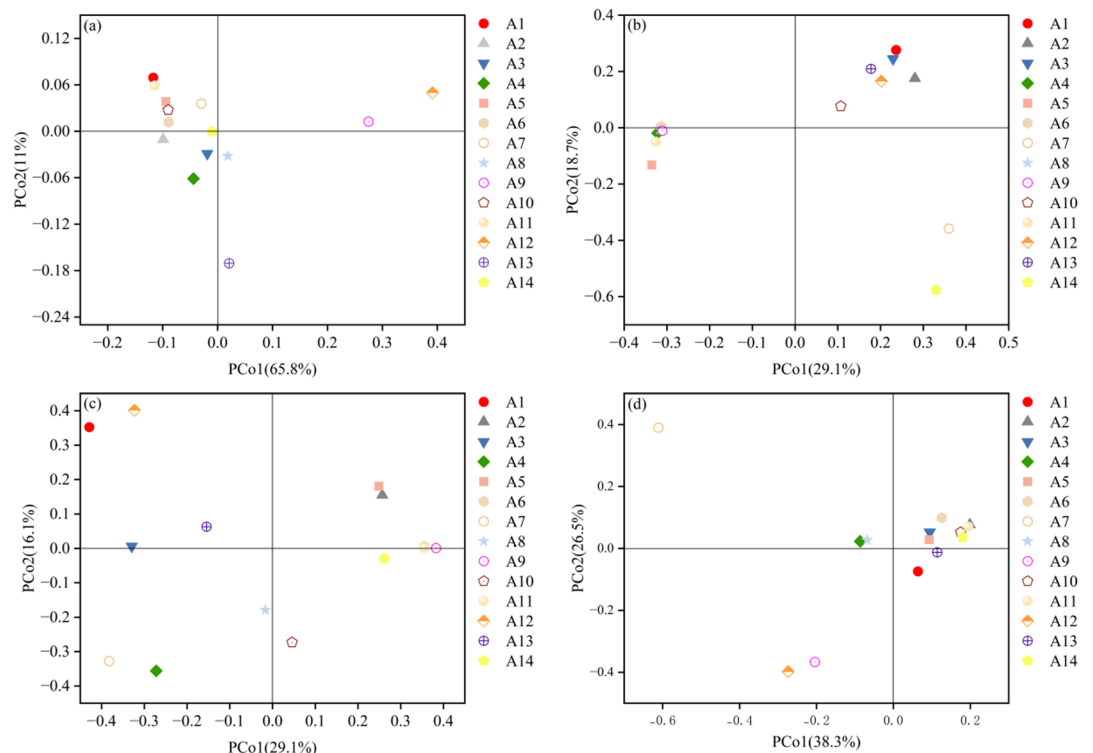 (a)
0.12
0.06
0.00
−0.06
−0.12
−0.18
−0.24
PCo2(11%)
−0.2
−0.1
0.0
0.1
0.2
0.3
0.4
PCo1(65.8%)
A1
A2
A3
A4
A5
A6
A7
A8
A9
A10
A11
A12
A13
A14
(b)
0.4
0.2
0.0
−0.2
−0.4
−0.6
PCo2(18.7%)
−0.4
−0.3
−0.2
−0.1
0.0
0.1
0.2
0.3
0.4
0.5
PCo1(29.1%)
A1
A2
A3
A4
A5
A6
A7
A8
A9
A10
A11
A12
A13
A14
(c)
0.4
0.3
0.2
0.1
0.0
−0.1
−0.2
−0.3
−0.4
PCo2(16.1%)
−0.4
−0.3
−0.2
−0.1
0.0
0.1
0.2
0.3
0.4
PCo1(29.1%)
A1
A2
A3
A4
A5
A6
A7
A8
A9
A10
A11
A12
A13
A14
(d)
0.4
0.2
0.0
−0.2
−0.4
PCo2(26.5%)
-0.6
-0.4
-0.2
0.0
0.2
PCo1(38.3%)
A1
A2
A3
A4
A5
A6
A7
A8
A9
A10
A11
A12
A13
A14